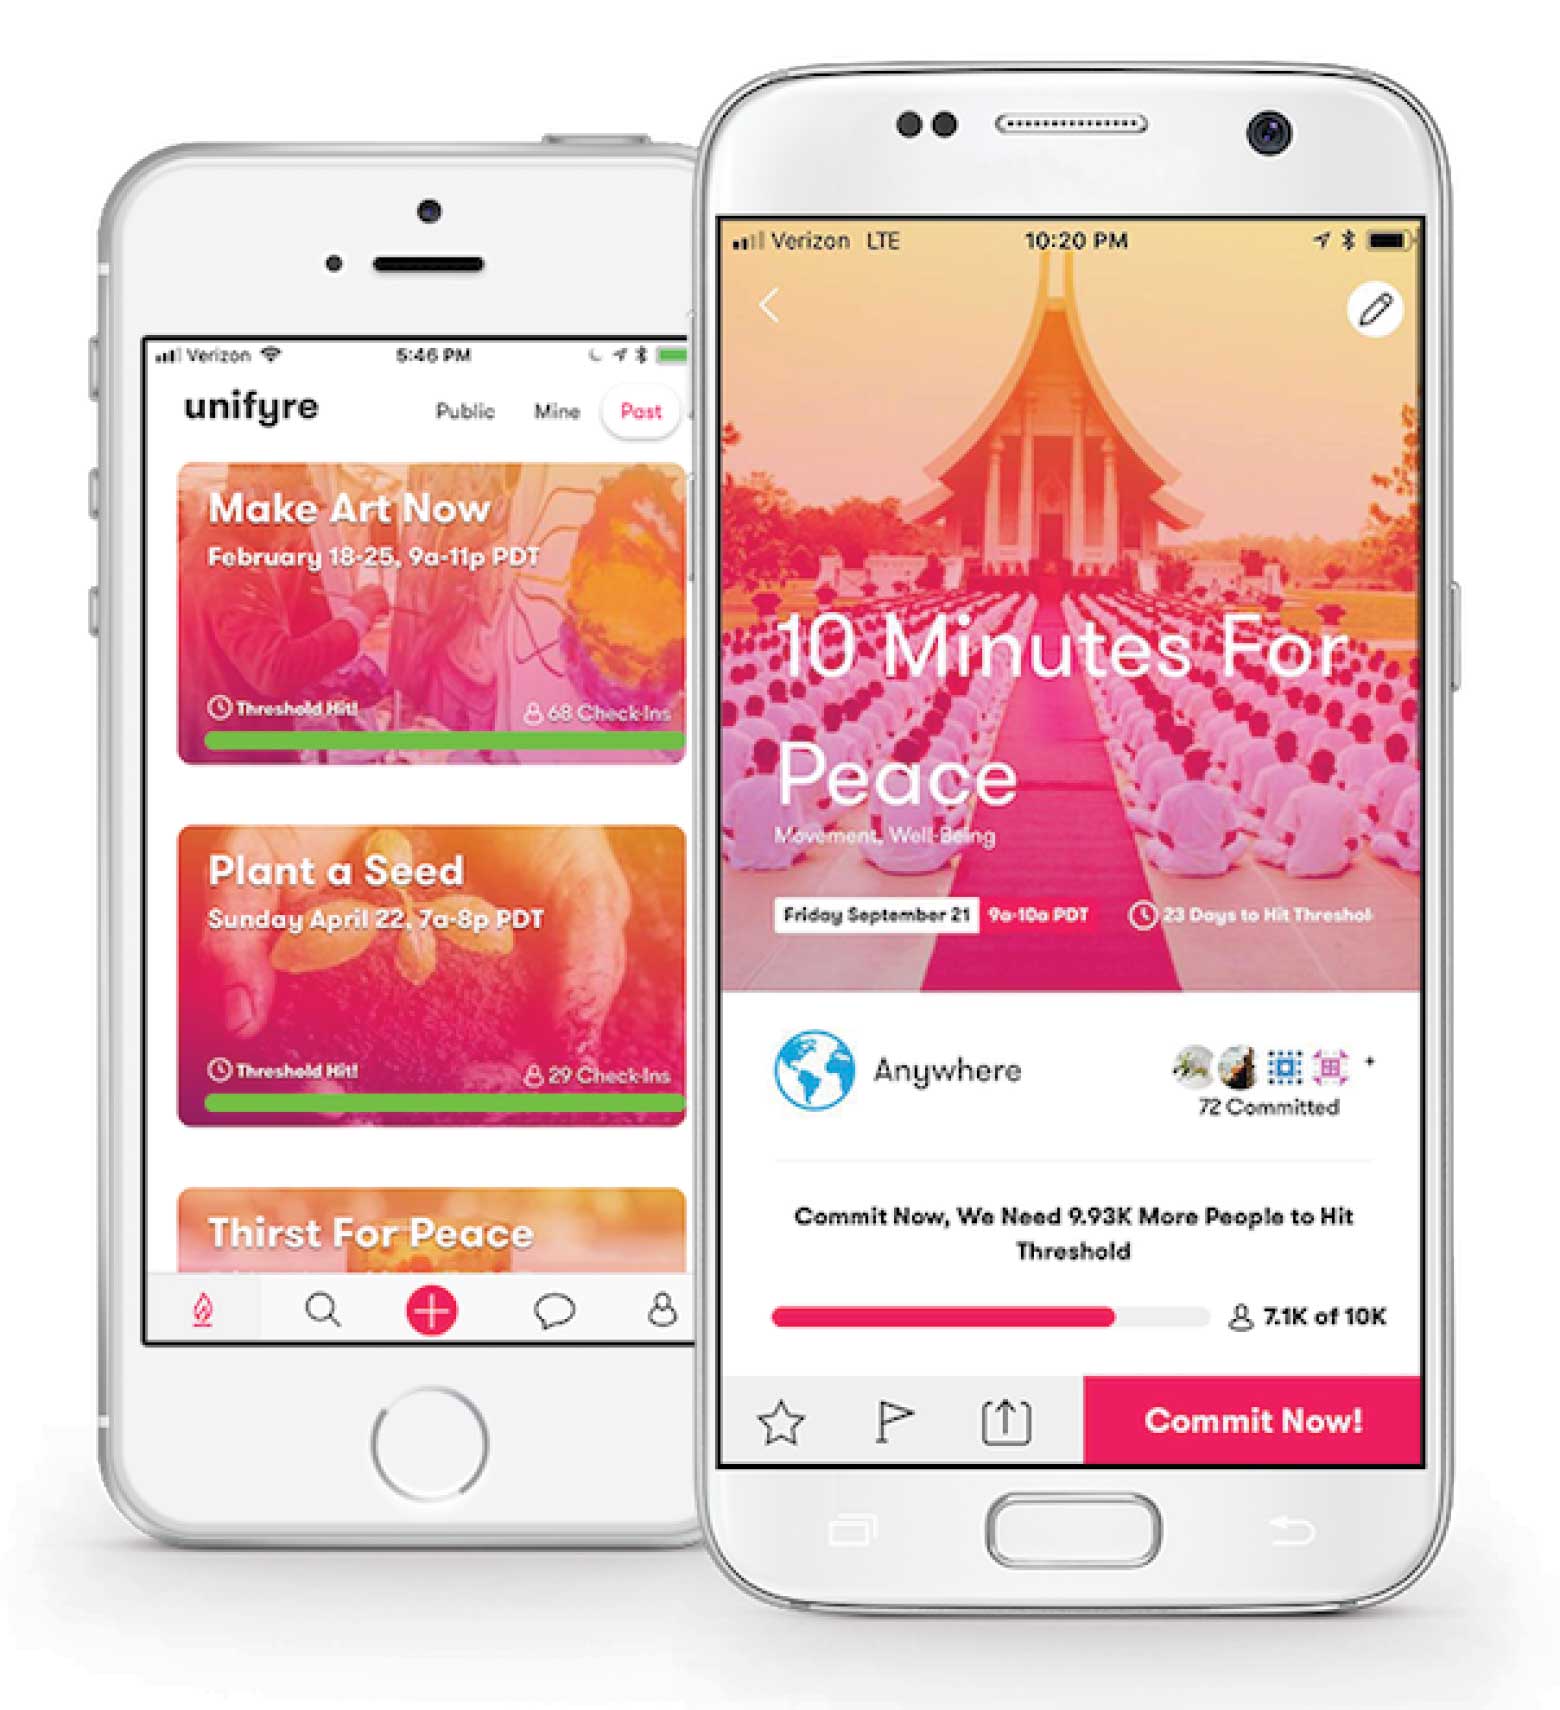 Verizon
5:46 PM
unifyre
Public Mine Past
Make Art Now
February 18-25, 9a-11p PDT
Threshold Hit!
68 Check-Ins
Plant a Seed
Sunday April 22, 7a-8p PDT
Threshold Hit!
29 Check-Ins
Thirst For Peace
Verizon LTE
10:20 PM
10 Minutes For
Peace
Movement, Well-Being
Friday September 21 9a-10a PDT 23 Days to Hit Threshol
Anywhere
+
72 Committed
Commit Now, We Need 9.93K More People to Hit
Threshold
7.1K of 10K
Commit Now!